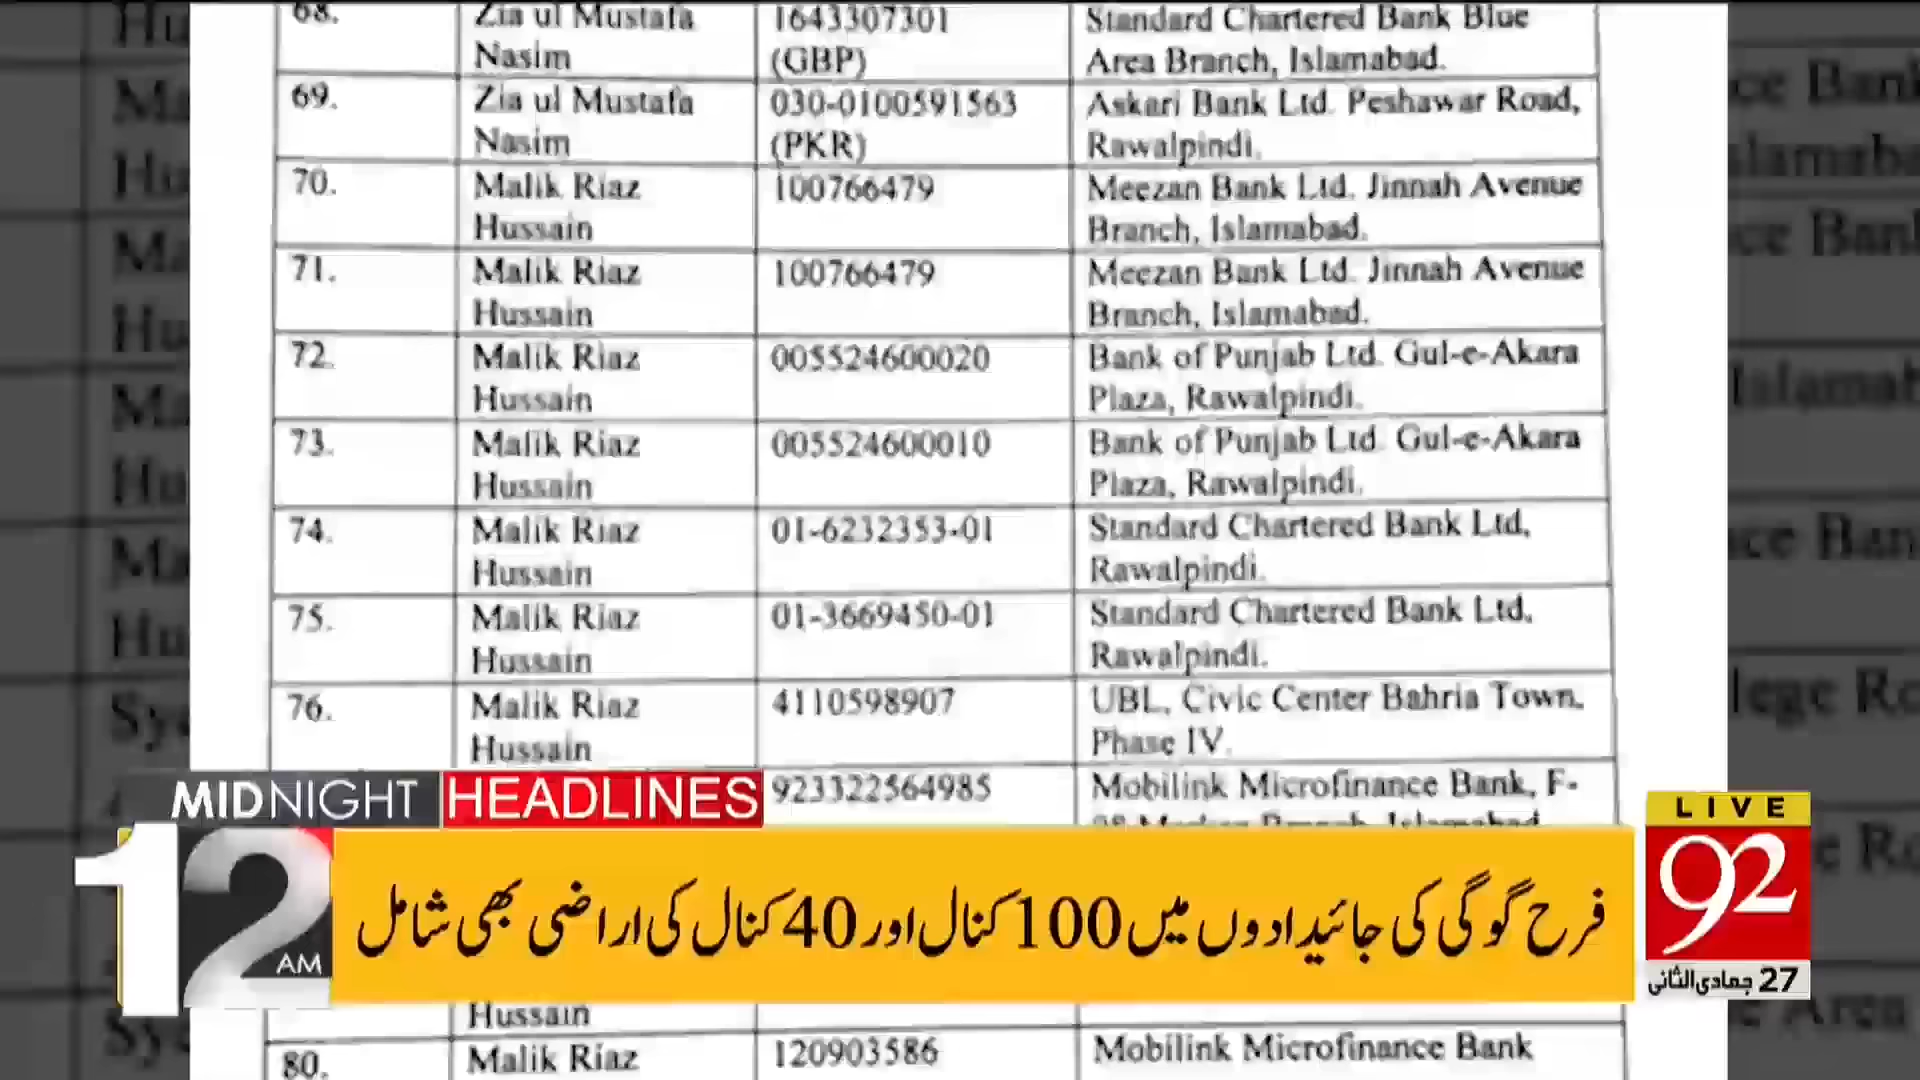 68. Zia ul Mustafa 1643307301 Standard Chartered Bank Blue
Nasim (GBP) Area Branch, Islamabad.
69. Zia ul Mustafa 030-0100591563 Askari Bank Ltd. Peshawar Road,
Nasim (PKR) Rawalpindi.
70. Malik Riaz 100766479 Meezan Bank Ltd. Jinnah Avenue
Hussain Branch, Islamabad.
71. Malik Riaz 100766479 Meezan Bank Ltd. Jinnah Avenue
Hussain Branch, Islamabad.
72. Malik Riaz 005524600020 Bank of Punjab Ltd. Gul-e-Akara
Hussain Plaza, Rawalpindi.
73. Malik Riaz 005524600010 Bank of Punjab Ltd. Gul-e-Akara
Hussain Plaza, Rawalpindi.
74. Malik Riaz 01-6232353-01 Standard Chartered Bank Ltd,
Hussain Rawalpindi.
75. Malik Riaz 01-3669450-01 Standard Chartered Bank Ltd,
Hussain Rawalpindi.
76. Malik Riaz 4110598907 UBL, Civic Center Bahria Town,
Hussain Phase IV.
923322564985 Mobilink Microfinance Bank, F-
MIDNIGHT HEADLINES
12 AM
فرح گوگی کی جائیدادوں میں 100 کنال اور 40 کنال کی اراضی بھی شامل
LIVE
92
27 جمادی الثانی
Hussain
80. Malik Riaz 120903586 Mobilink Microfinance Bank